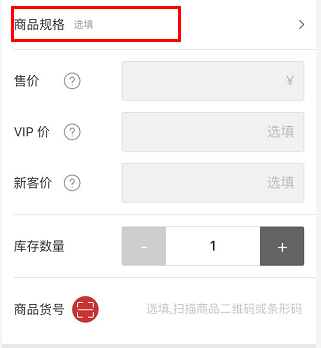 商品规格 选填
售价 ? ¥
VIP 价 ? 选填
新客价 ? 选填
库存数量 - 1 +
商品货号 选填,扫描商品二维码或条形码